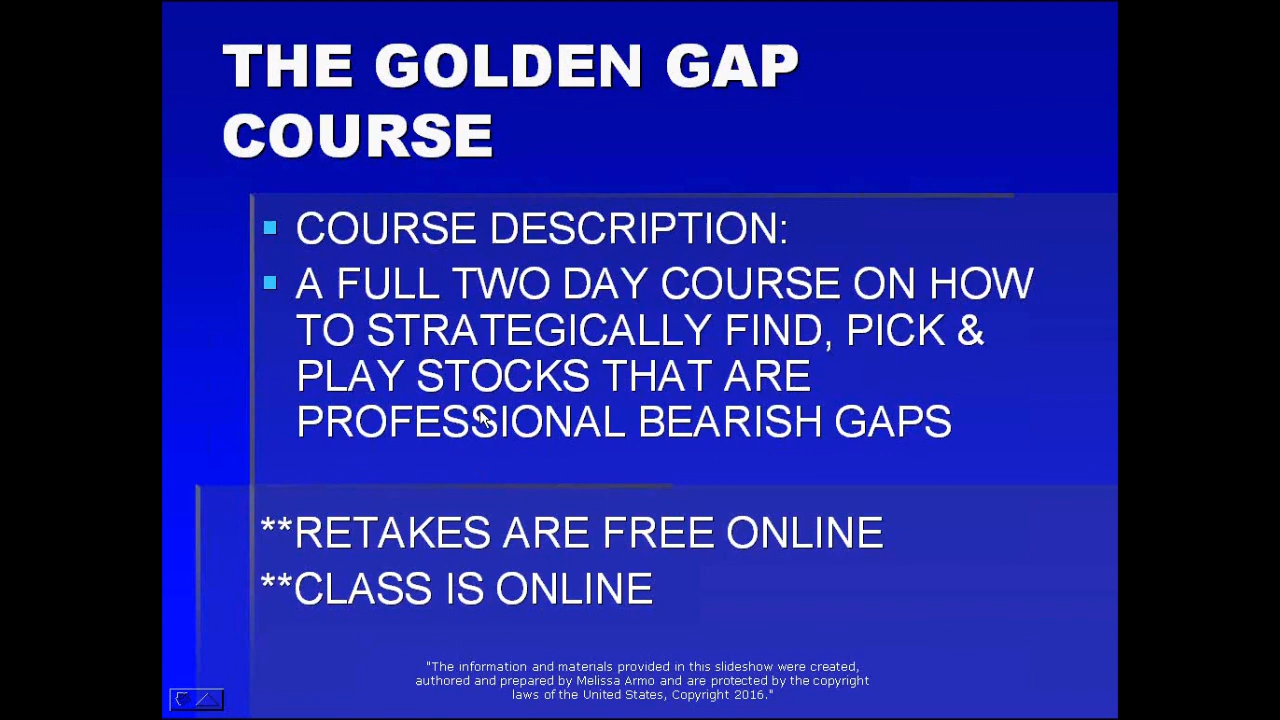 THE GOLDEN GAP
COURSE
COURSE DESCRIPTION:
A FULL TWO DAY COURSE ON HOW
TO STRATEGICALLY FIND, PICK &
PLAY STOCKS THAT ARE
PROFESSIONAL BEARISH GAPS
**RETAKES ARE FREE ONLINE
**CLASS IS ONLINE
"The information and materials provided in this slideshow were created,
authored and prepared by Melissa Armo and are protected by the copyright
laws of the United States, Copyright 2016."